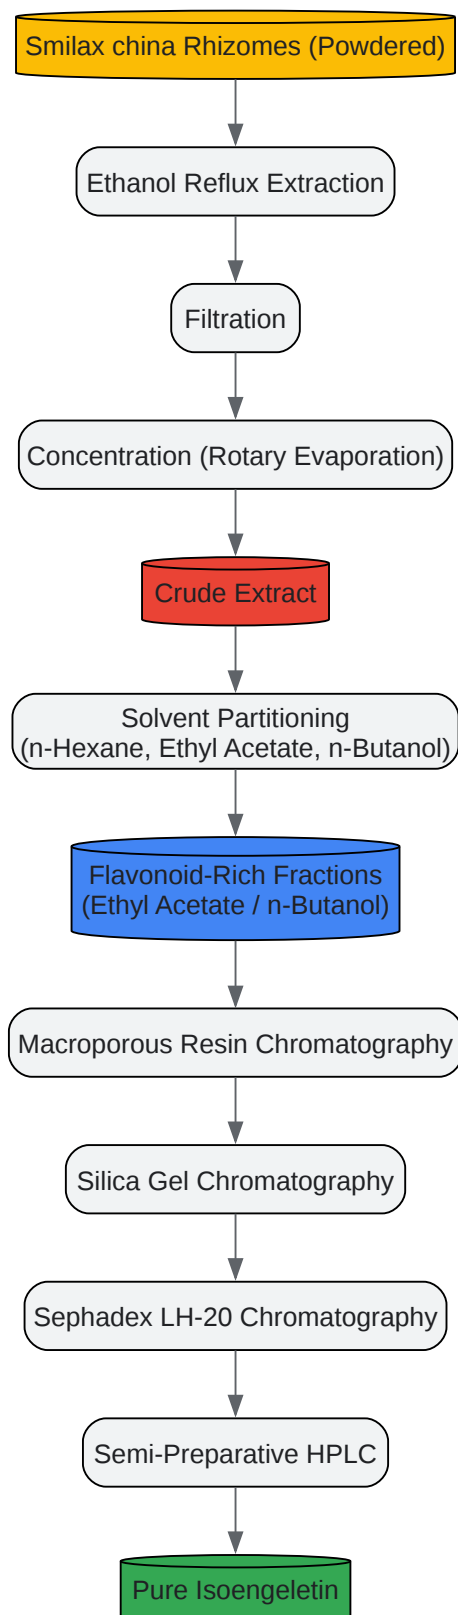 Smilax china Rhizomes (Powdered)
Ethanol Reflux Extraction
Filtration
Concentration (Rotary Evaporation)
Crude Extract
Solvent Partitioning
(n-Hexane, Ethyl Acetate, n-Butanol)
Flavonoid-Rich Fractions
(Ethyl Acetate / n-Butanol)
Macroporous Resin Chromatography
Silica Gel Chromatography
Sephadex LH-20 Chromatography
Semi-Preparative HPLC
Pure Isoengeletin